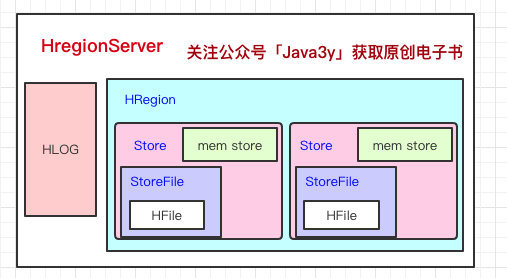 HregionServer
关注公众号「Java3y」获取原创电子书
HLOG
HRegion
Store
mem store
StoreFile
HFile
Store
mem store
StoreFile
HFile